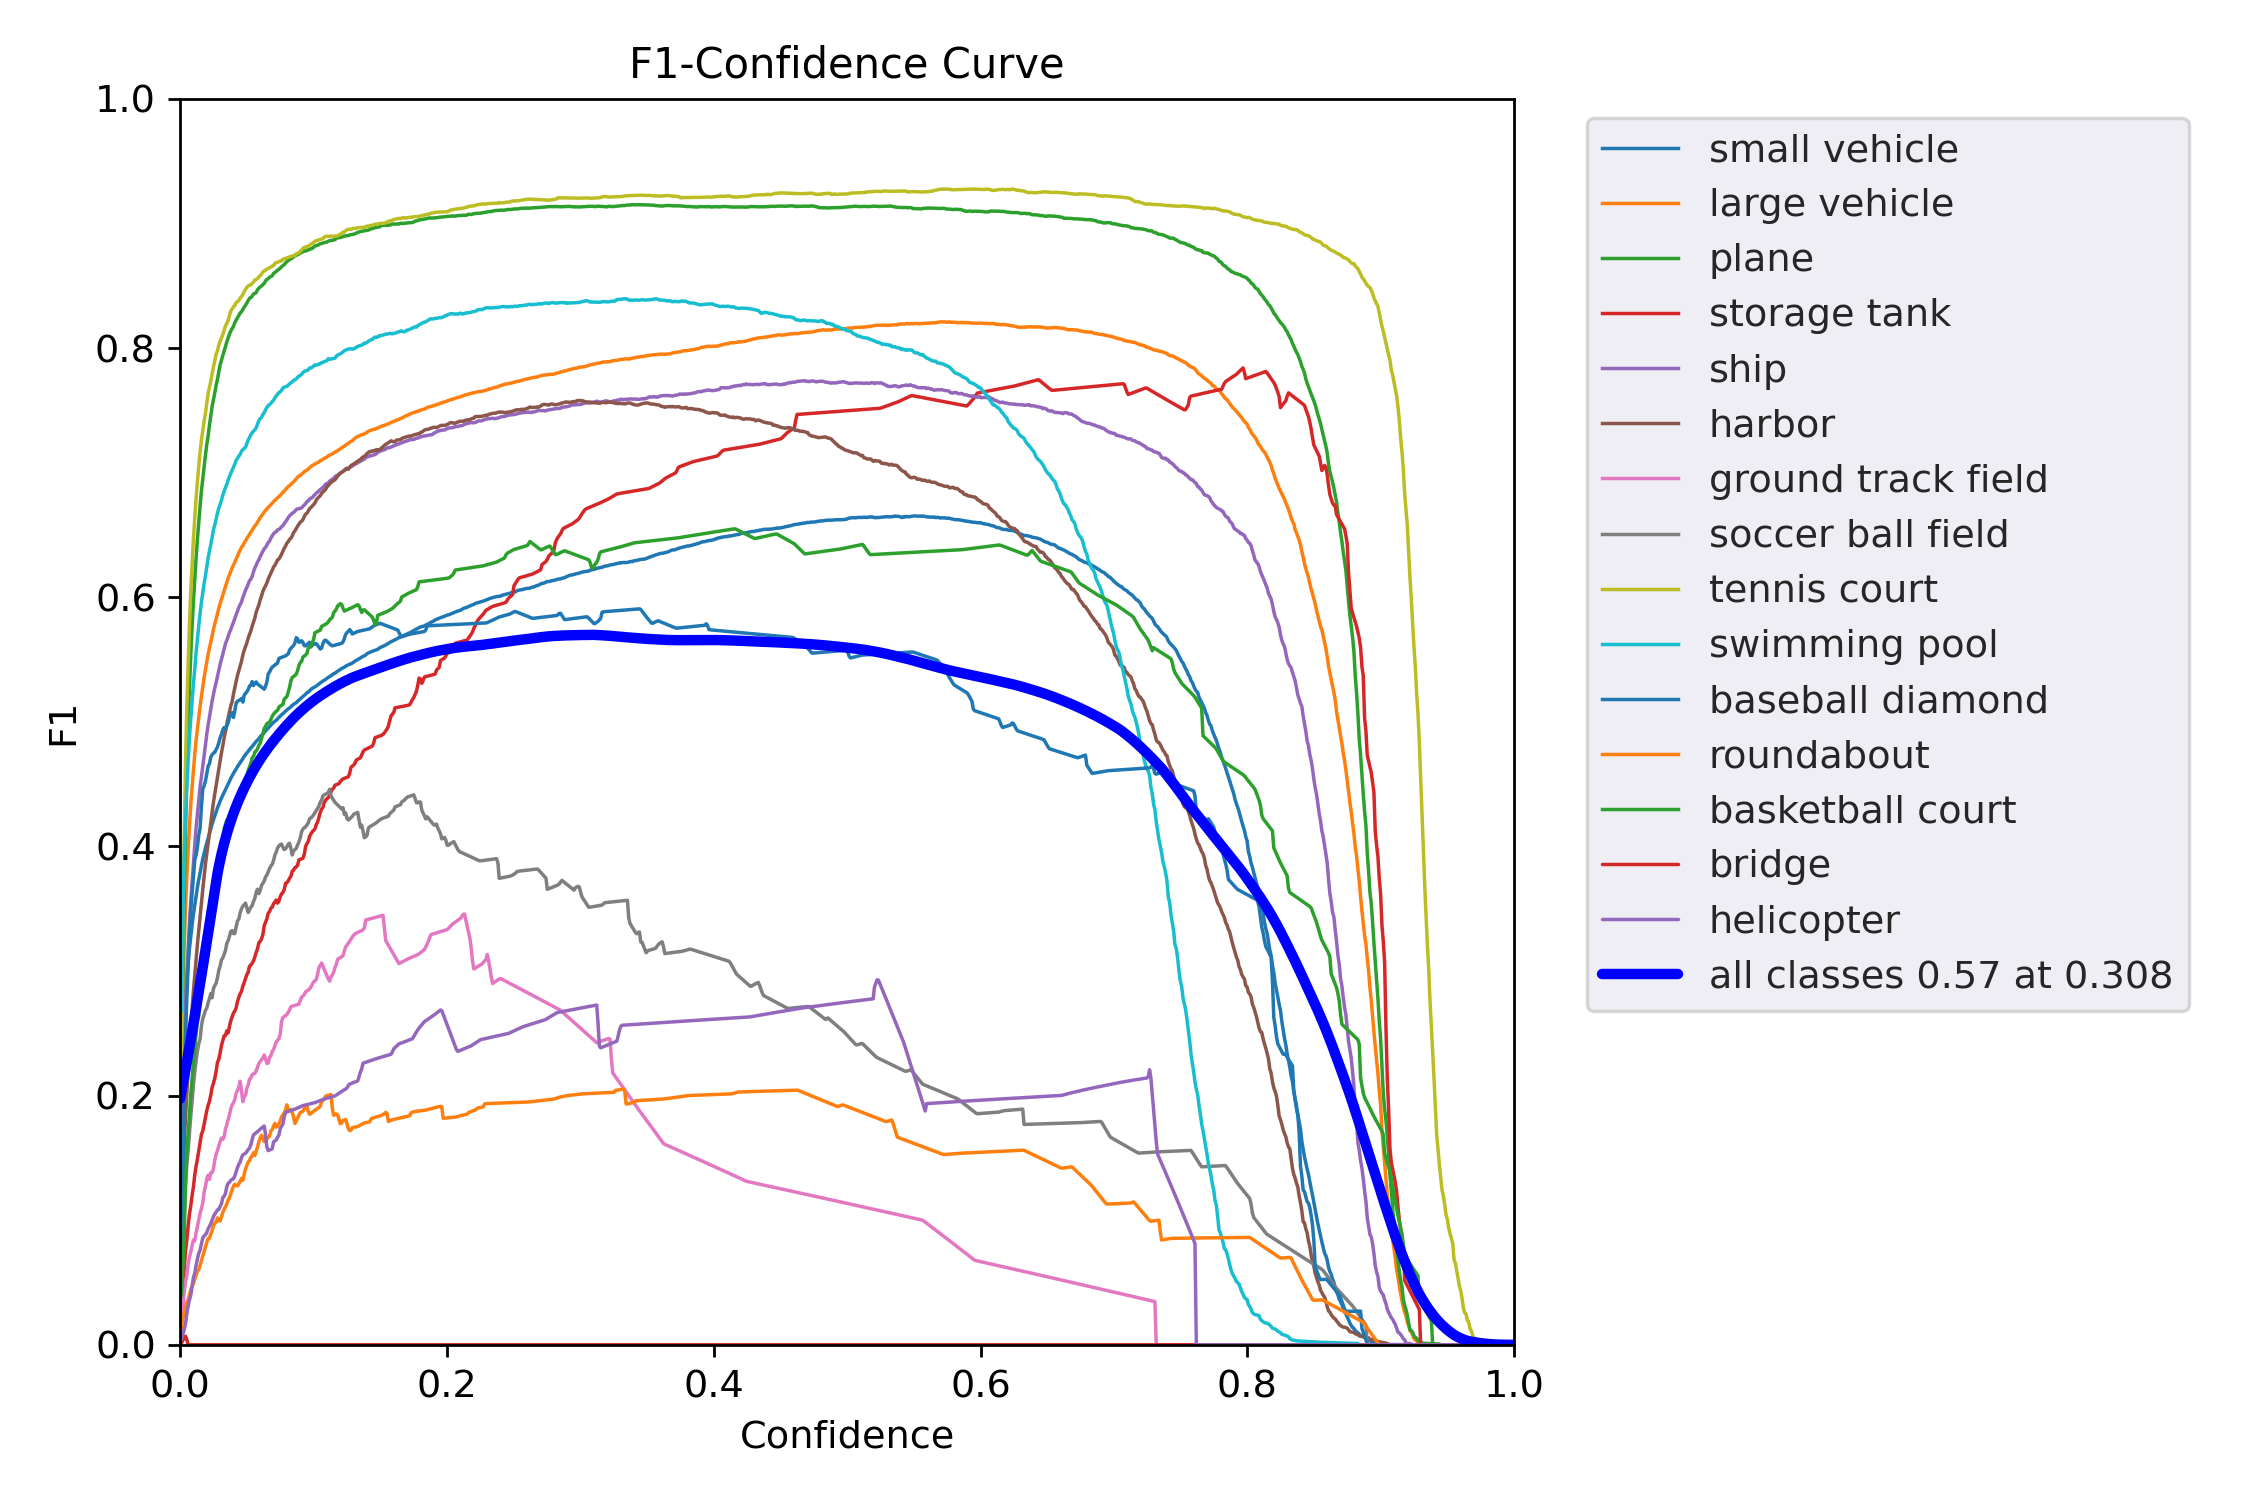 F1-Confidence Curve
1.0
0.8
0.6
0.4
0.2
0.0
F1
0.0 0.2 0.4 0.6 0.8 1.0
Confidence
small vehicle
large vehicle
plane
storage tank
ship
harbor
ground track field
soccer ball field
tennis court
swimming pool
baseball diamond
roundabout
basketball court
bridge
helicopter
all classes 0.57 at 0.308